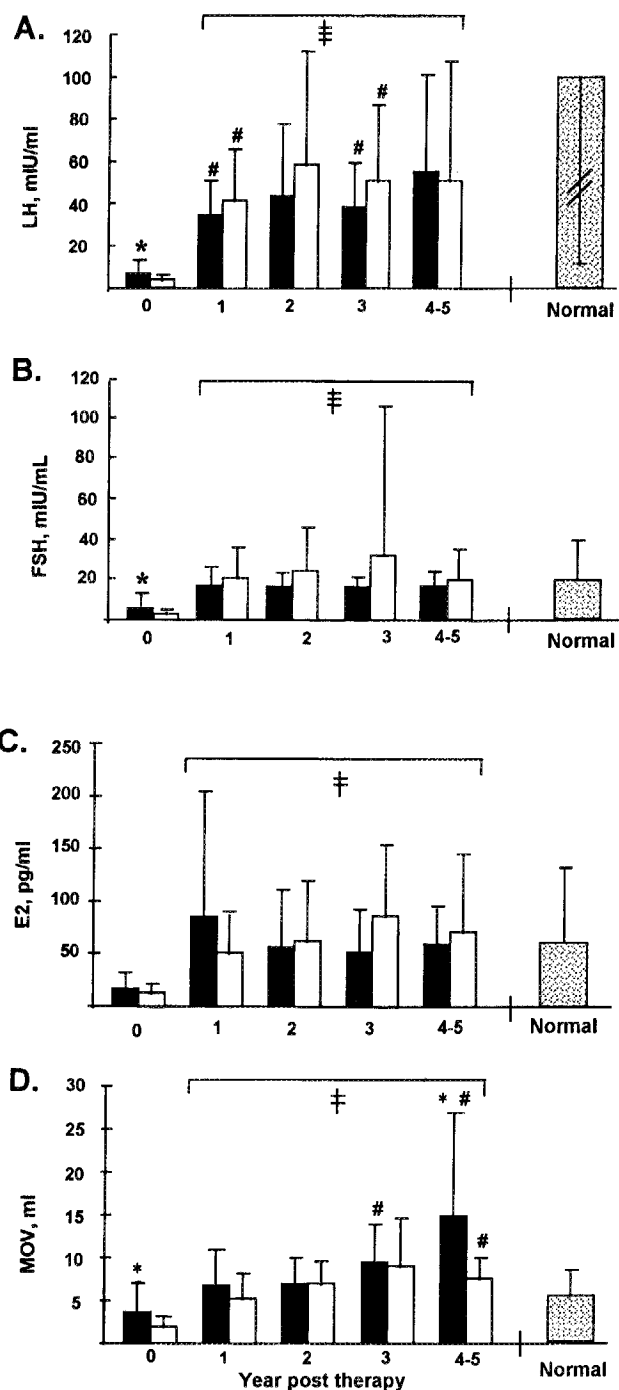 A.
LH, mIU/ml
120
100
80
60
40
20
‡
*
# #
# #
0 1 2 3 4-5 Normal
B.
FSH, mIU/mL
120
100
80
60
40
20
‡
*
0 1 2 3 4-5 Normal
C.
E2, pg/ml
250
200
150
100
50
‡
0 1 2 3 4-5 Normal
D.
MOV, ml
30
25
20
15
10
5
‡
* #
#
#
*
0 1 2 3 4-5 Normal
Year post therapy